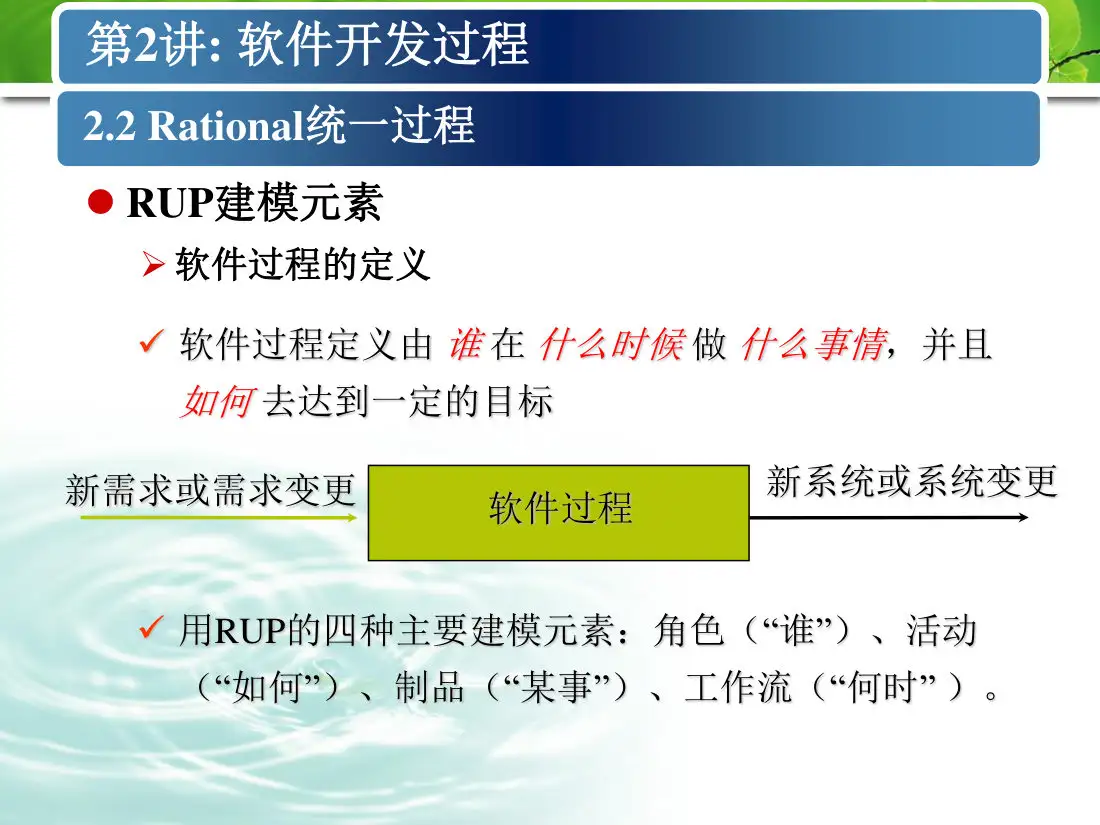 第2讲: 软件开发过程
2.2 Rational统一过程
RUP建模元素
软件过程的定义
软件过程定义由 谁 在 什么时候 做 什么事情，并且
如何 去达到一定的目标
新需求或需求变更
软件过程
新系统或系统变更
用RUP的四种主要建模元素：角色（“谁”）、活动
（“如何”）、制品（“某事”）、工作流（“何时” ）。